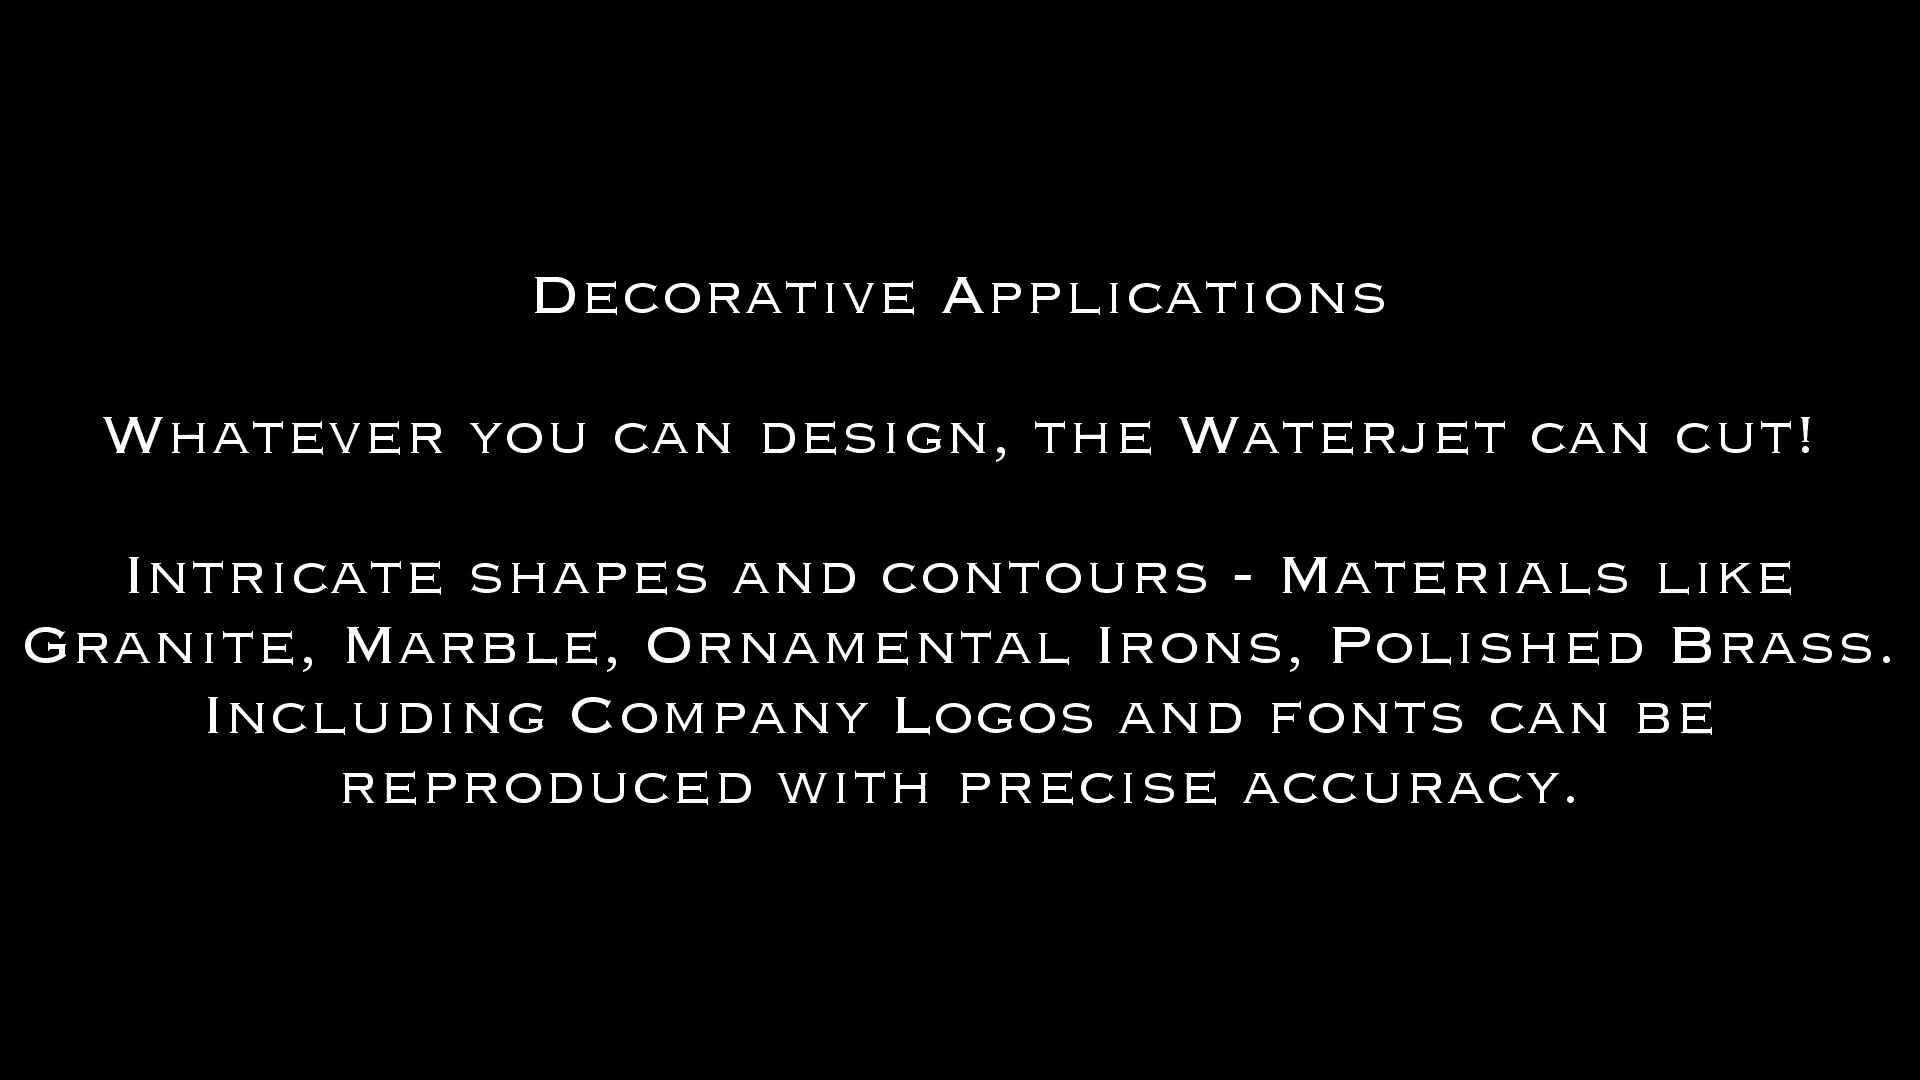 Decorative Applications
Whatever you can design, the Waterjet can cut!
Intricate shapes and contours - Materials like
Granite, Marble, Ornamental Irons, Polished Brass.
Including Company Logos and fonts can be
reproduced with precise accuracy.